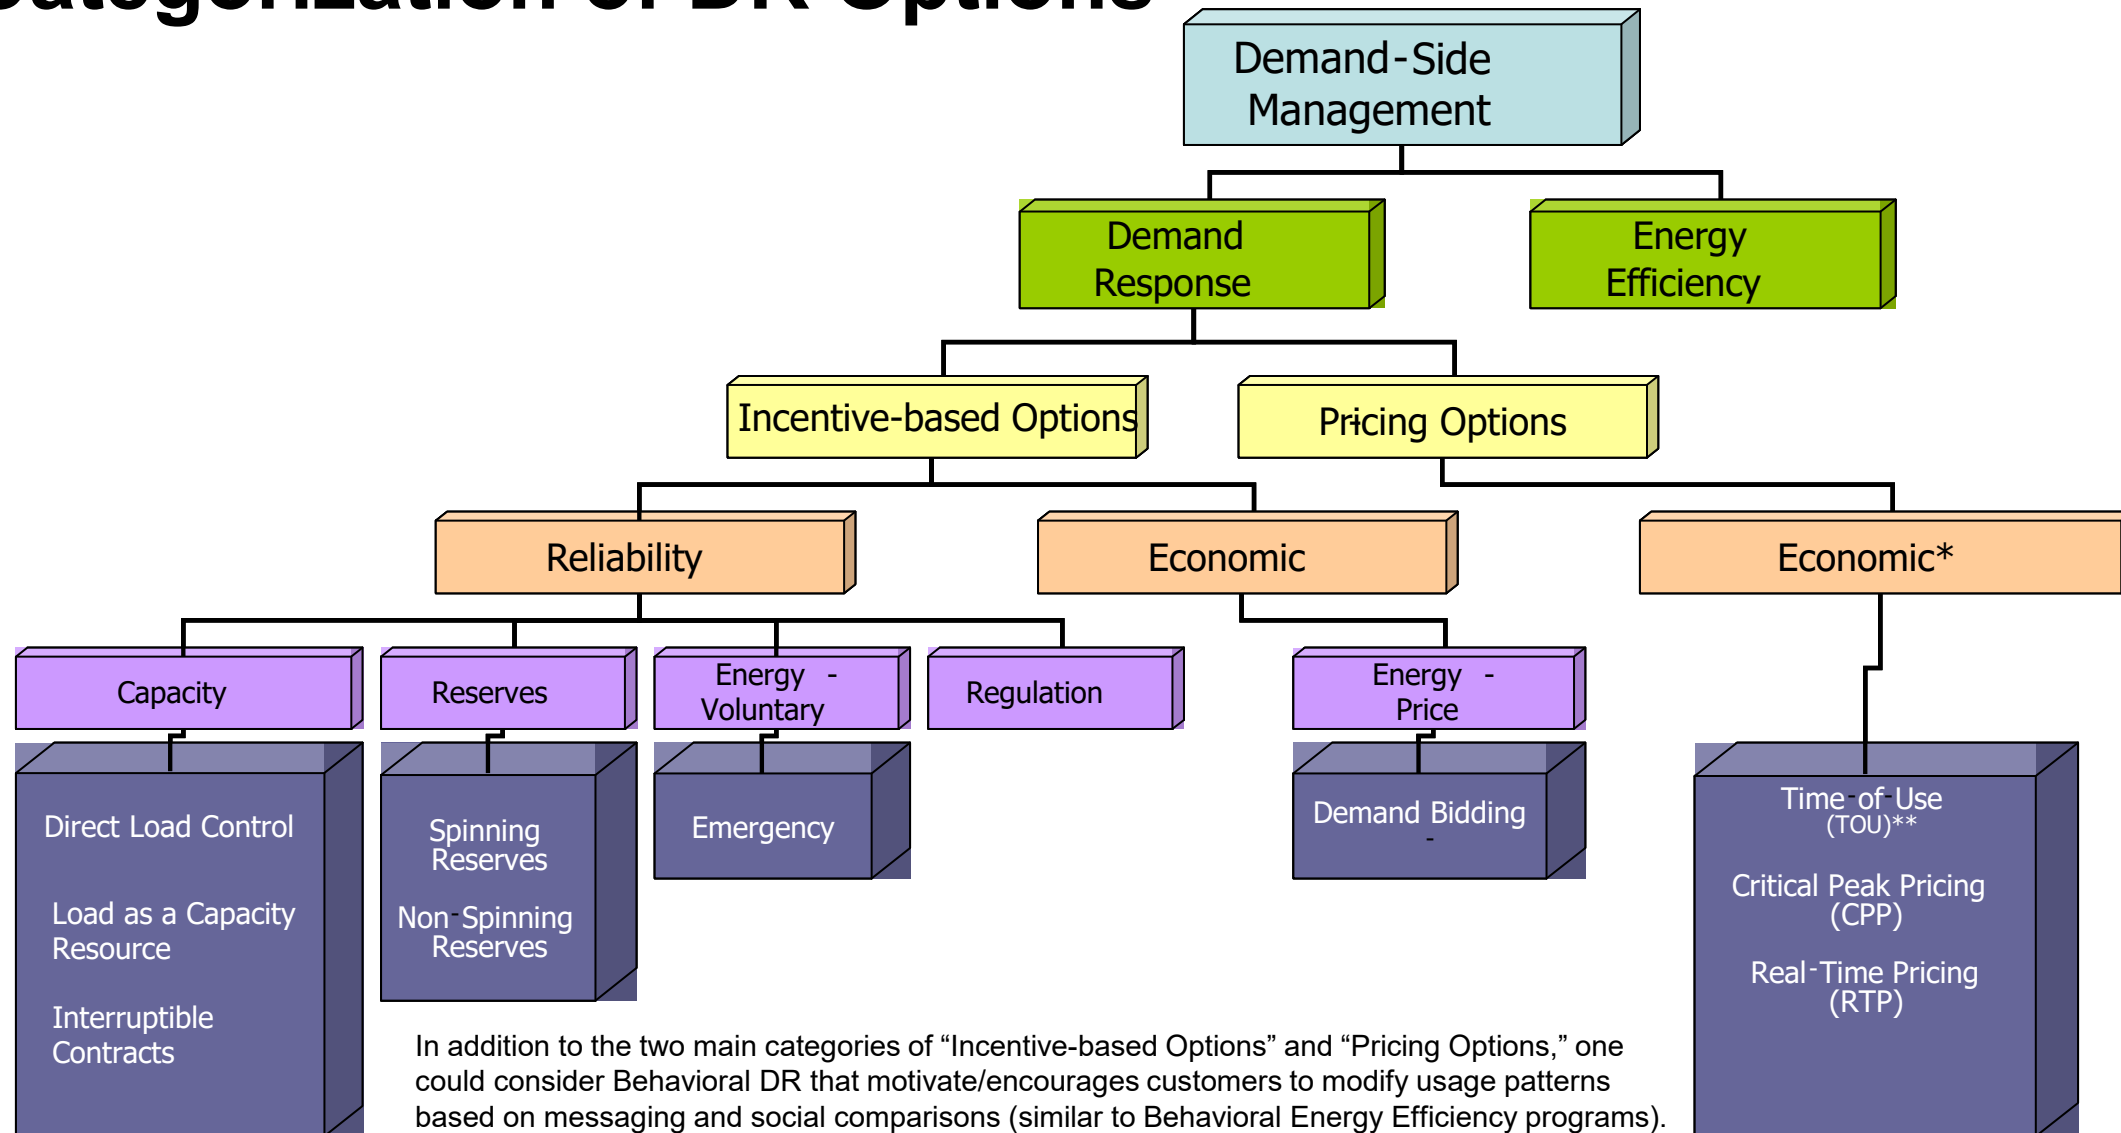 Categorization of DR Options
Demand-Side
Management
Demand
Response
Energy
Efficiency
Incentive-based Options
Pricing Options
Reliability
Economic
Economic*
Capacity
Reserves
Energy -
Voluntary
Regulation
Energy -
Price
Direct Load Control
Load as a Capacity
Resource
Interruptible
Contracts
Spinning
Reserves
Non-Spinning
Reserves
Emergency
Demand Bidding
-
Time-of-Use
(TOU)**
Critical Peak Pricing
(CPP)
Real-Time Pricing
(RTP)
In addition to the two main categories of “Incentive-based Options” and “Pricing Options,” one
could consider Behavioral DR that motivate/encourages customers to modify usage patterns
based on messaging and social comparisons (similar to Behavioral Energy Efficiency programs).